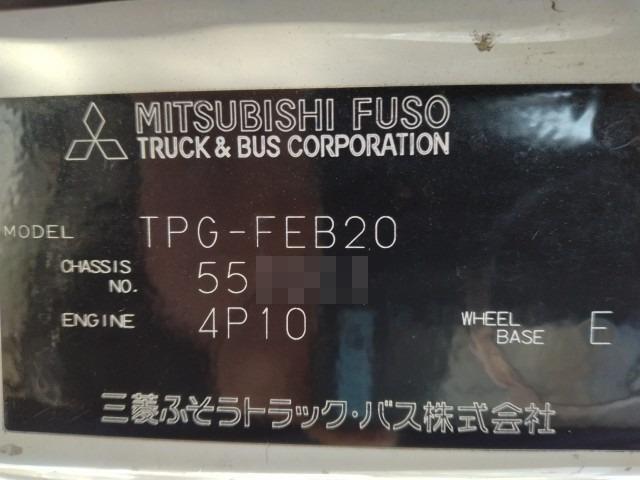 MITSUBISHI FUSO
TRUCK & BUS CORPORATION
MODEL TPG-FEB20
CHASSIS NO. 55
ENGINE 4P10 WHEEL BASE E
三菱ふそうトラック・バス株式会社